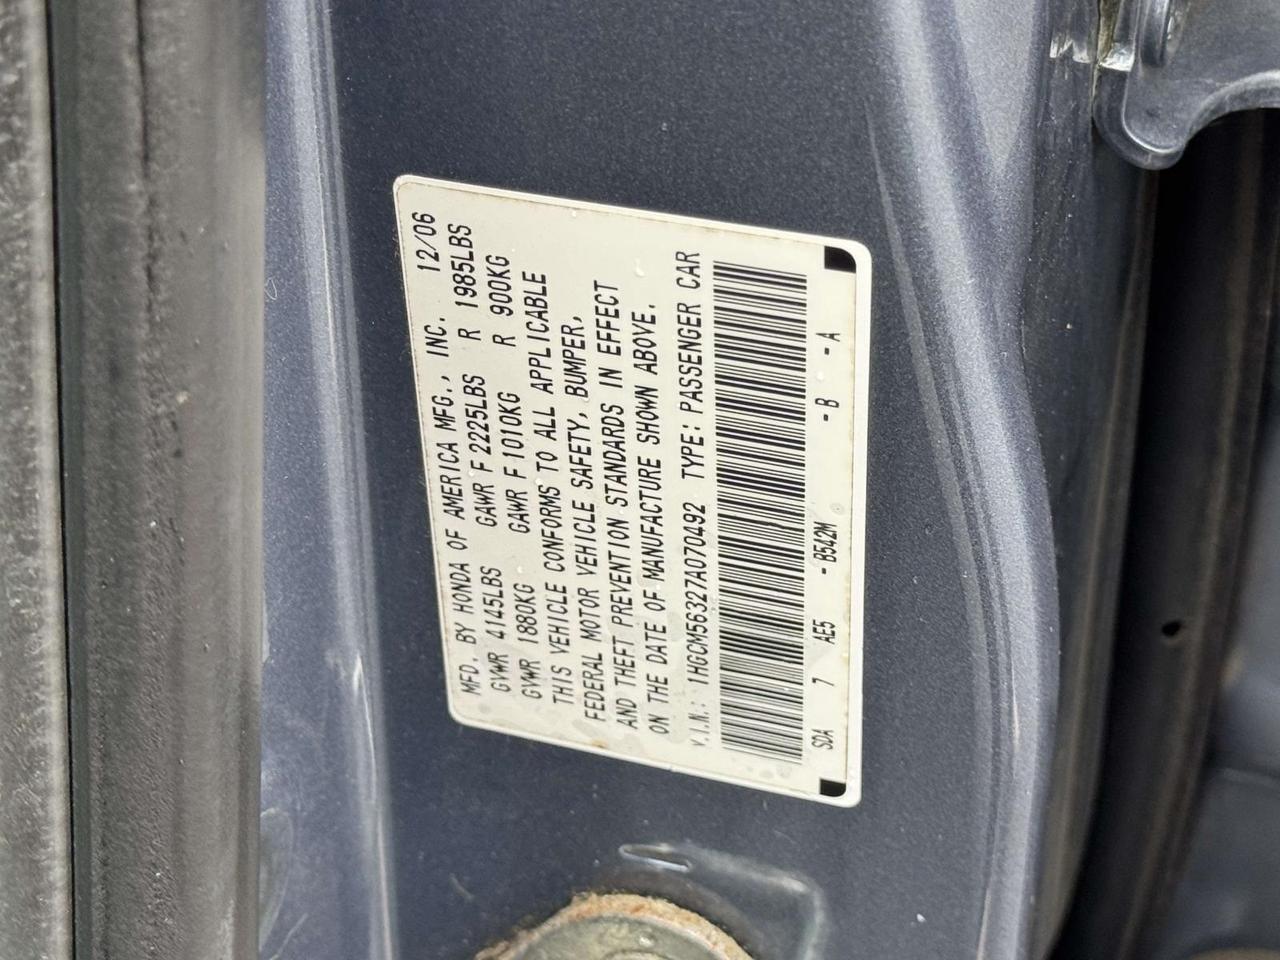 MFD. BY HONDA OF AMERICA MFG., INC. 12/06
GVWR 4145LBS GAWR F 2225LBS R 1985LBS
GVWR 1880KG GAWR F 1010KG R 900KG
THIS VEHICLE CONFORMS TO ALL APPLICABLE
FEDERAL MOTOR VEHICLE SAFETY, BUMPER,
AND THEFT PREVENTION STANDARDS IN EFFECT
ON THE DATE OF MANUFACTURE SHOWN ABOVE.
V.I.N.: 1HGCM56327A070492 TYPE: PASSENGER CAR
SDA 7 AE5 -B542M -B -A